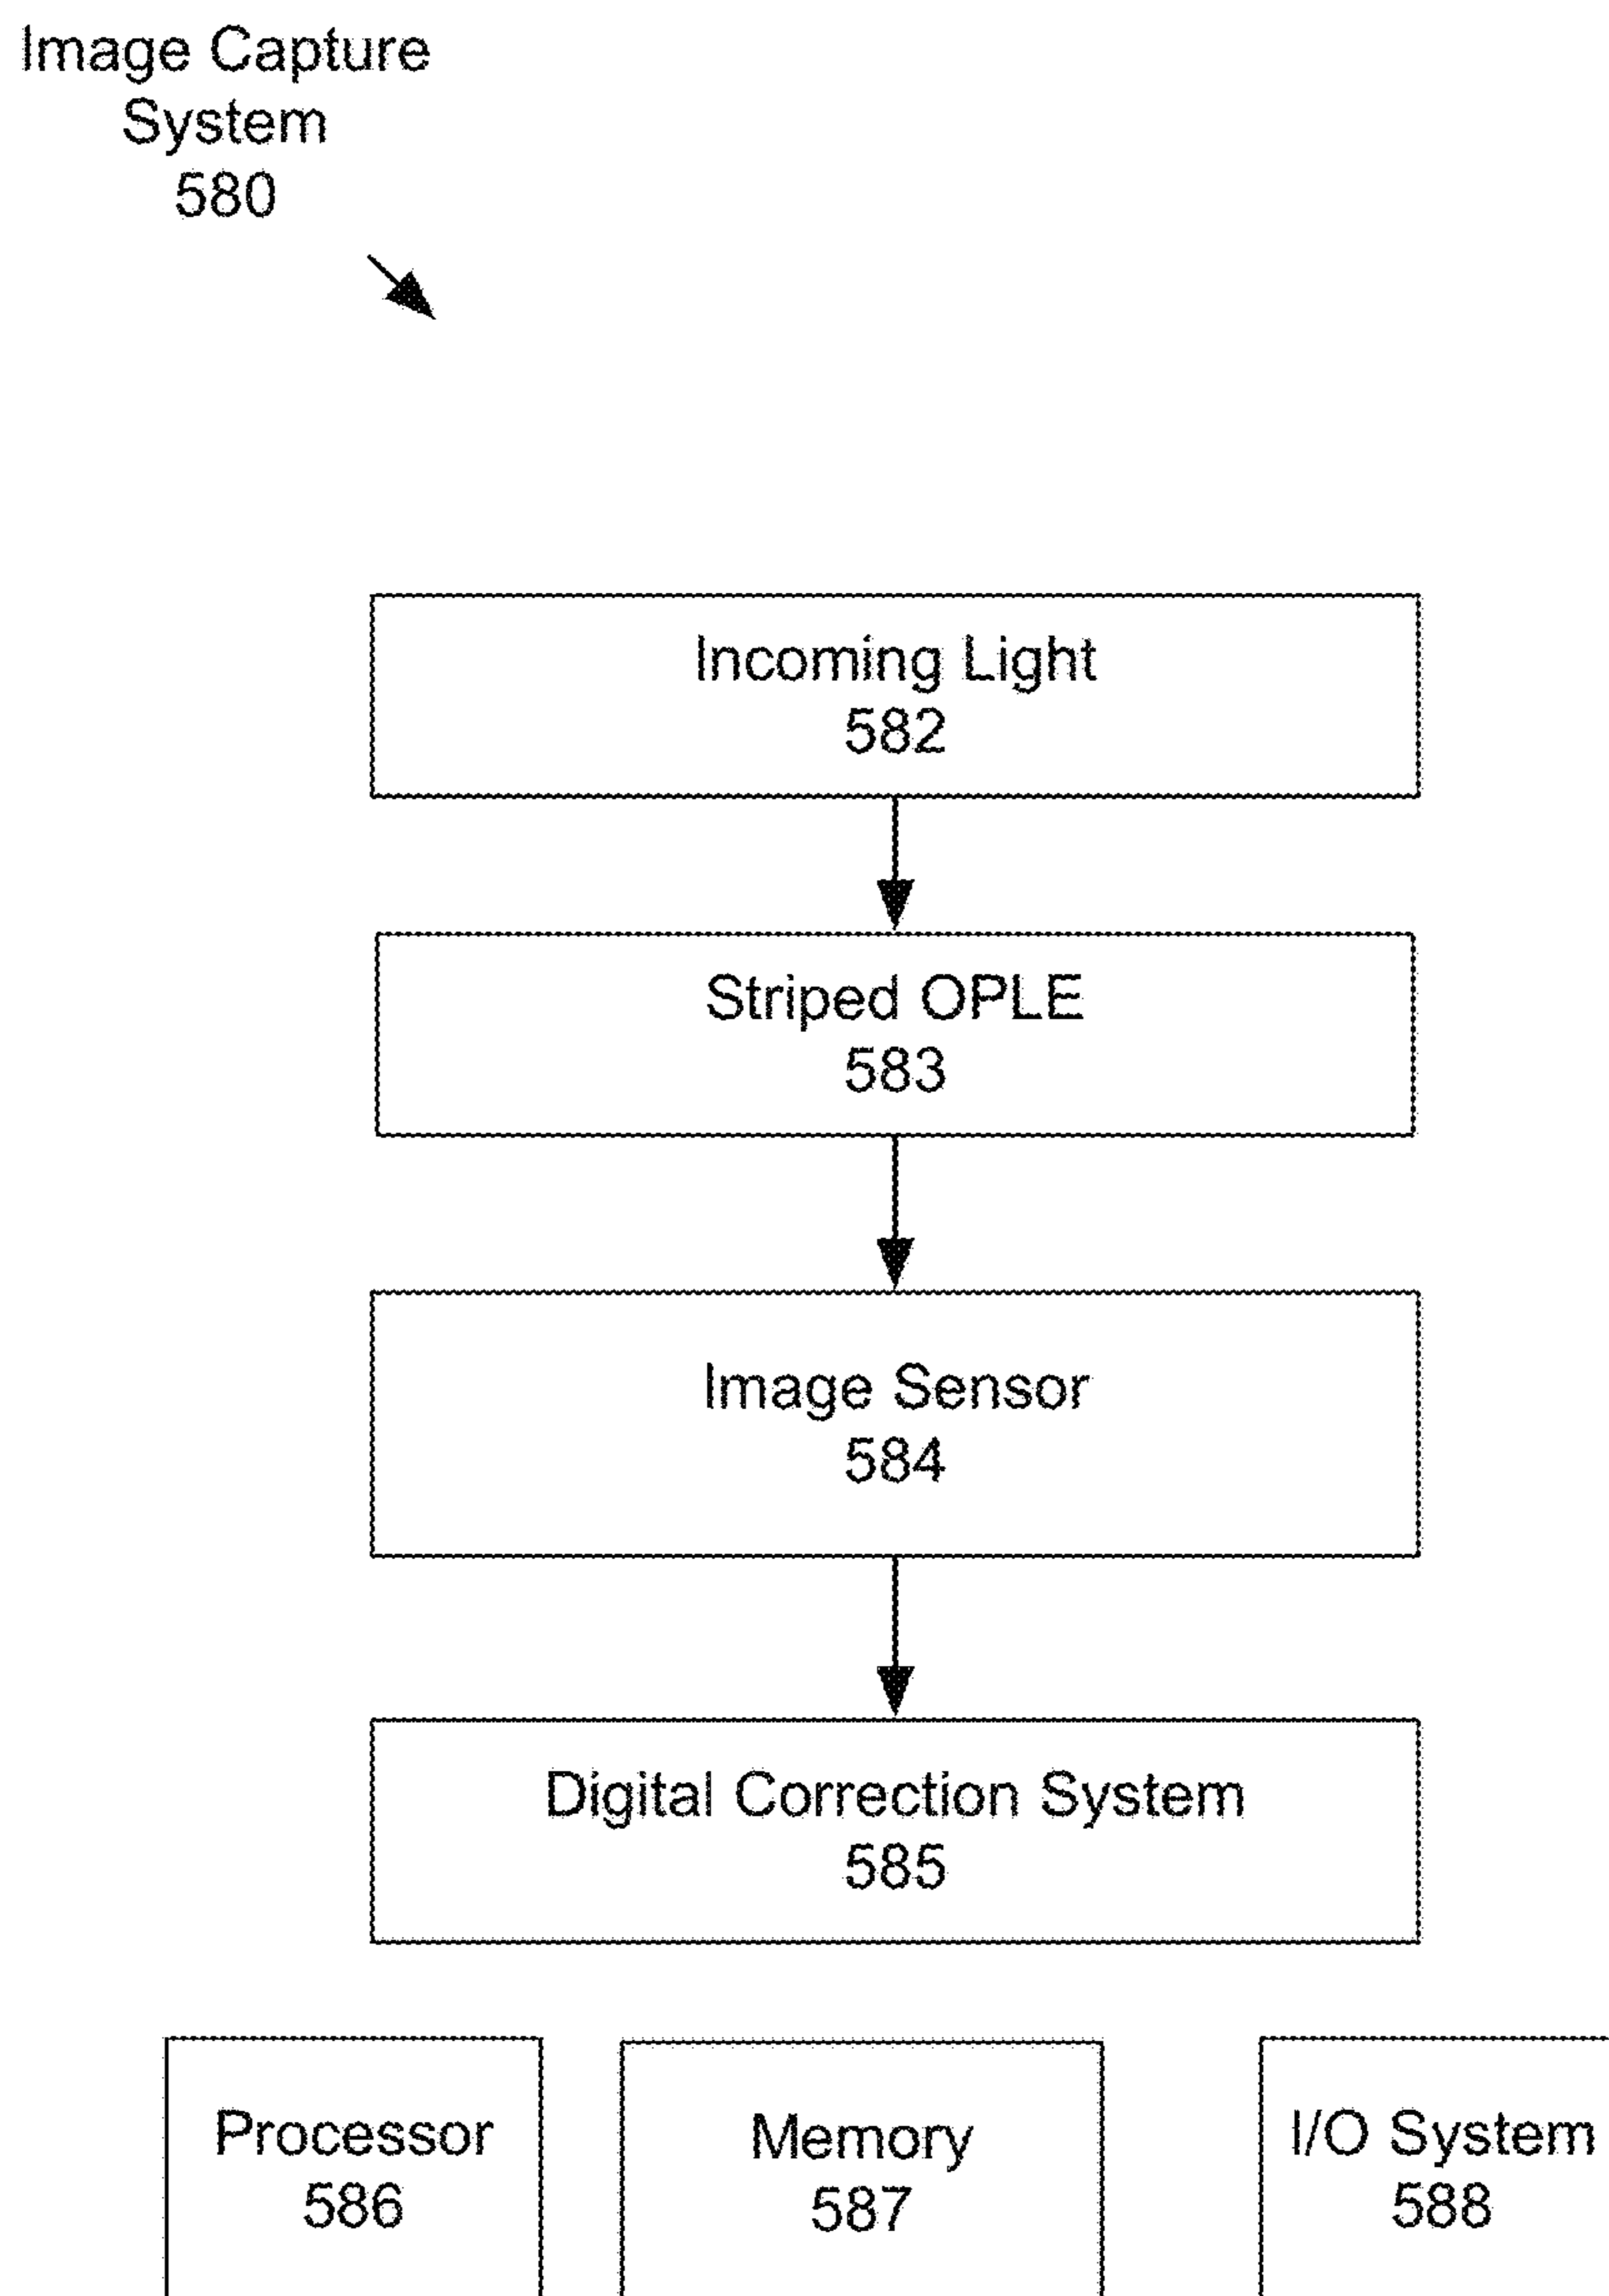 Image Capture
System
580
Incoming Light
582
Striped OPLE
583
Image Sensor
584
Digital Correction System
585
Processor
586
Memory
587
I/O System
588